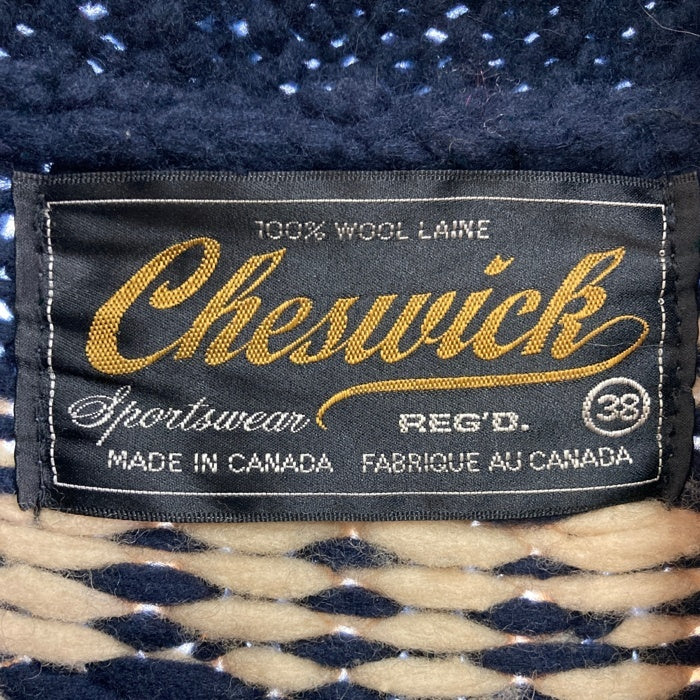 100% WOOL LAINE
Cheswick
Sportswear REG'D. 38
MADE IN CANADA FABRIQUE AU CANADA